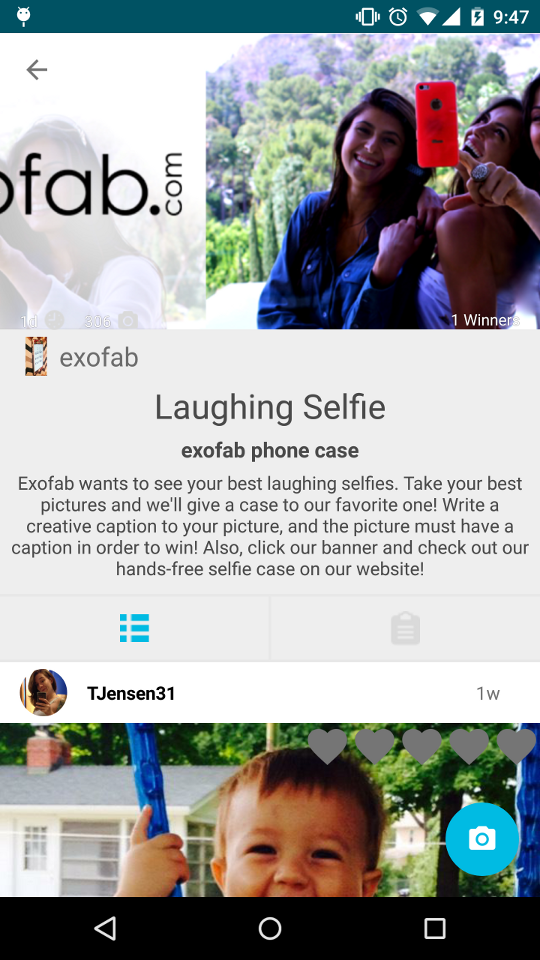 9:47
ofab.com
1d 306 1 Winners
exofab
Laughing Selfie
exofab phone case
Exofab wants to see your best laughing selfies. Take your best
pictures and we'll give a case to our favorite one! Write a
creative caption to your picture, and the picture must have a
caption in order to win! Also, click our banner and check out our
hands-free selfie case on our website!
TJensen31 1w